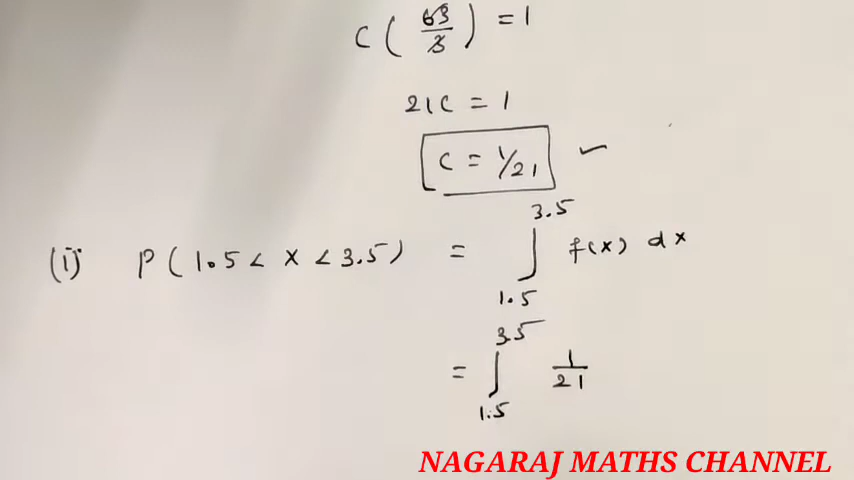 C ( 63/3 ) = 1
21C = 1
C = 1/21 ✓
(i) P ( 1.5 < x < 3.5 ) = ∫_{1.5}^{3.5} f(x) dx
= ∫_{1.5}^{3.5} 1/21
NAGARAJ MATHS CHANNEL